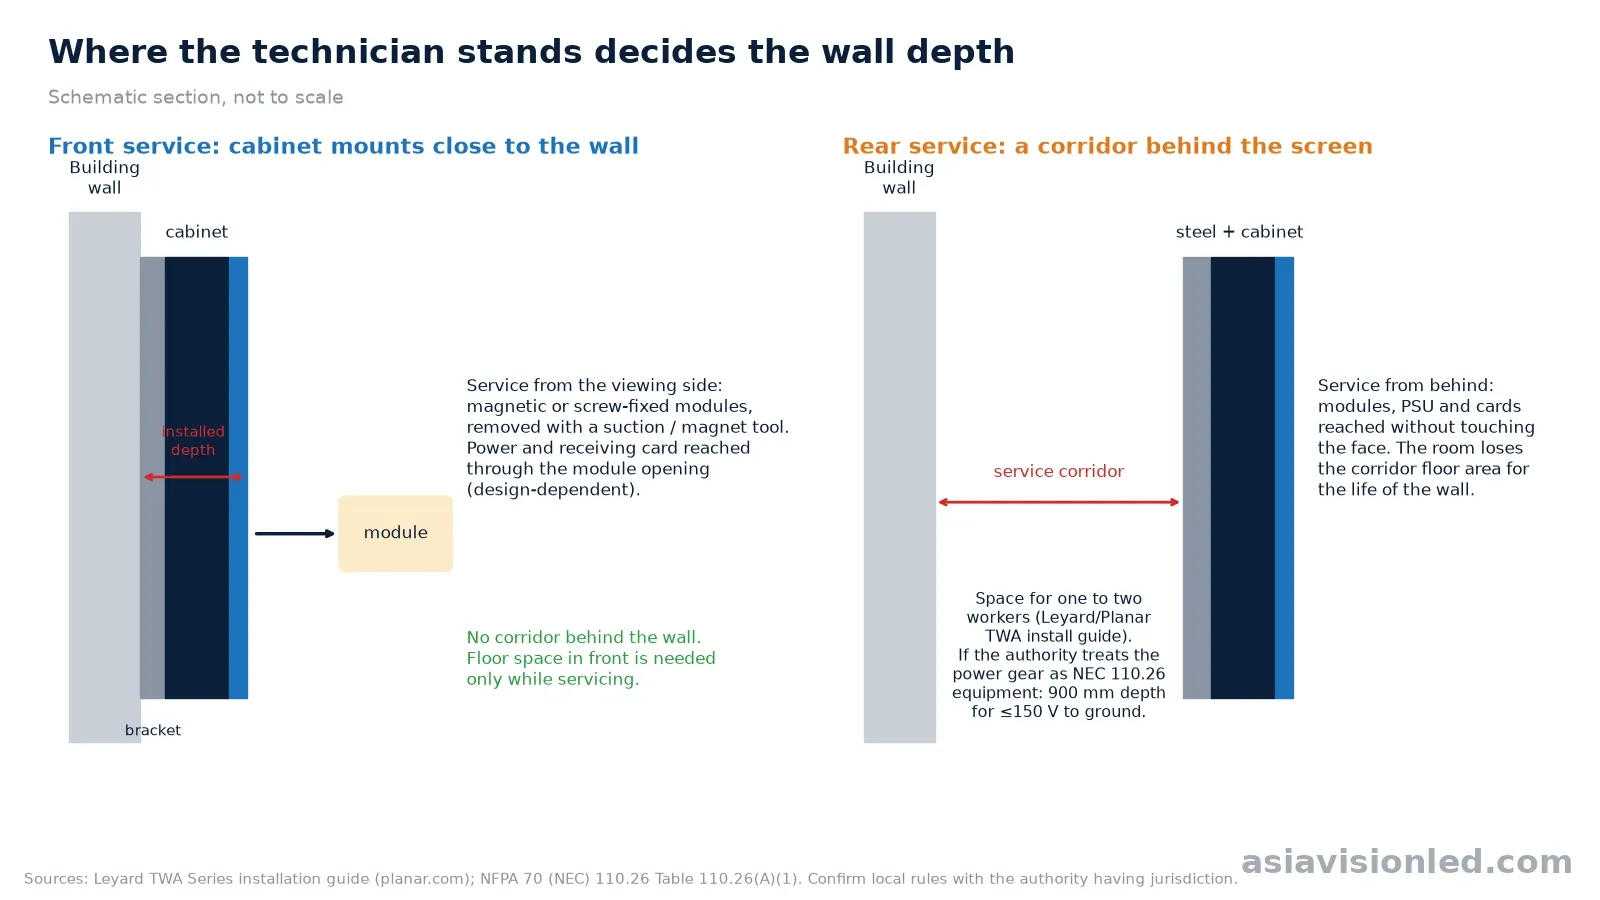 Where the technician stands decides the wall depth
Schematic section, not to scale
Front service: cabinet mounts close to the wall
Building
wall
cabinet
installed
depth
module
bracket
Service from the viewing side:
magnetic or screw-fixed modules,
removed with a suction / magnet tool.
Power and receiving card reached
through the module opening
(design-dependent).
No corridor behind the wall.
Floor space in front is needed
only while servicing.
Rear service: a corridor behind the screen
Building
wall
steel + cabinet
service corridor
Space for one to two
workers (Leyard/Planar
TWA install guide).
If the authority treats the
power gear as NEC 110.26
equipment: 900 mm depth
for ≤150 V to ground.
Service from behind:
modules, PSU and cards
reached without touching
the face. The room loses
the corridor floor area for
the life of the wall.
Sources: Leyard TWA Series installation guide (planar.com); NFPA 70 (NEC) 110.26 Table 110.26(A)(1). Confirm local rules with the authority having jurisdiction.
asiavisionled.com